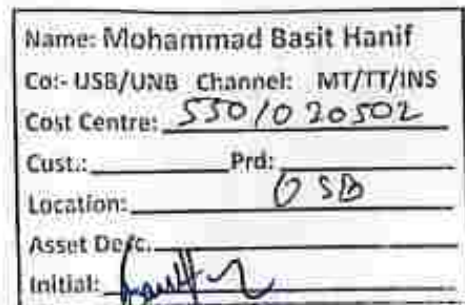 Name: Mohammad Basit Hanif
Co:- USB/UNB Channel: MT/TT/INS
Cost Centre: 550/020502
Cust.: Prd:
Location: USB
Asset Desc.
Initial: